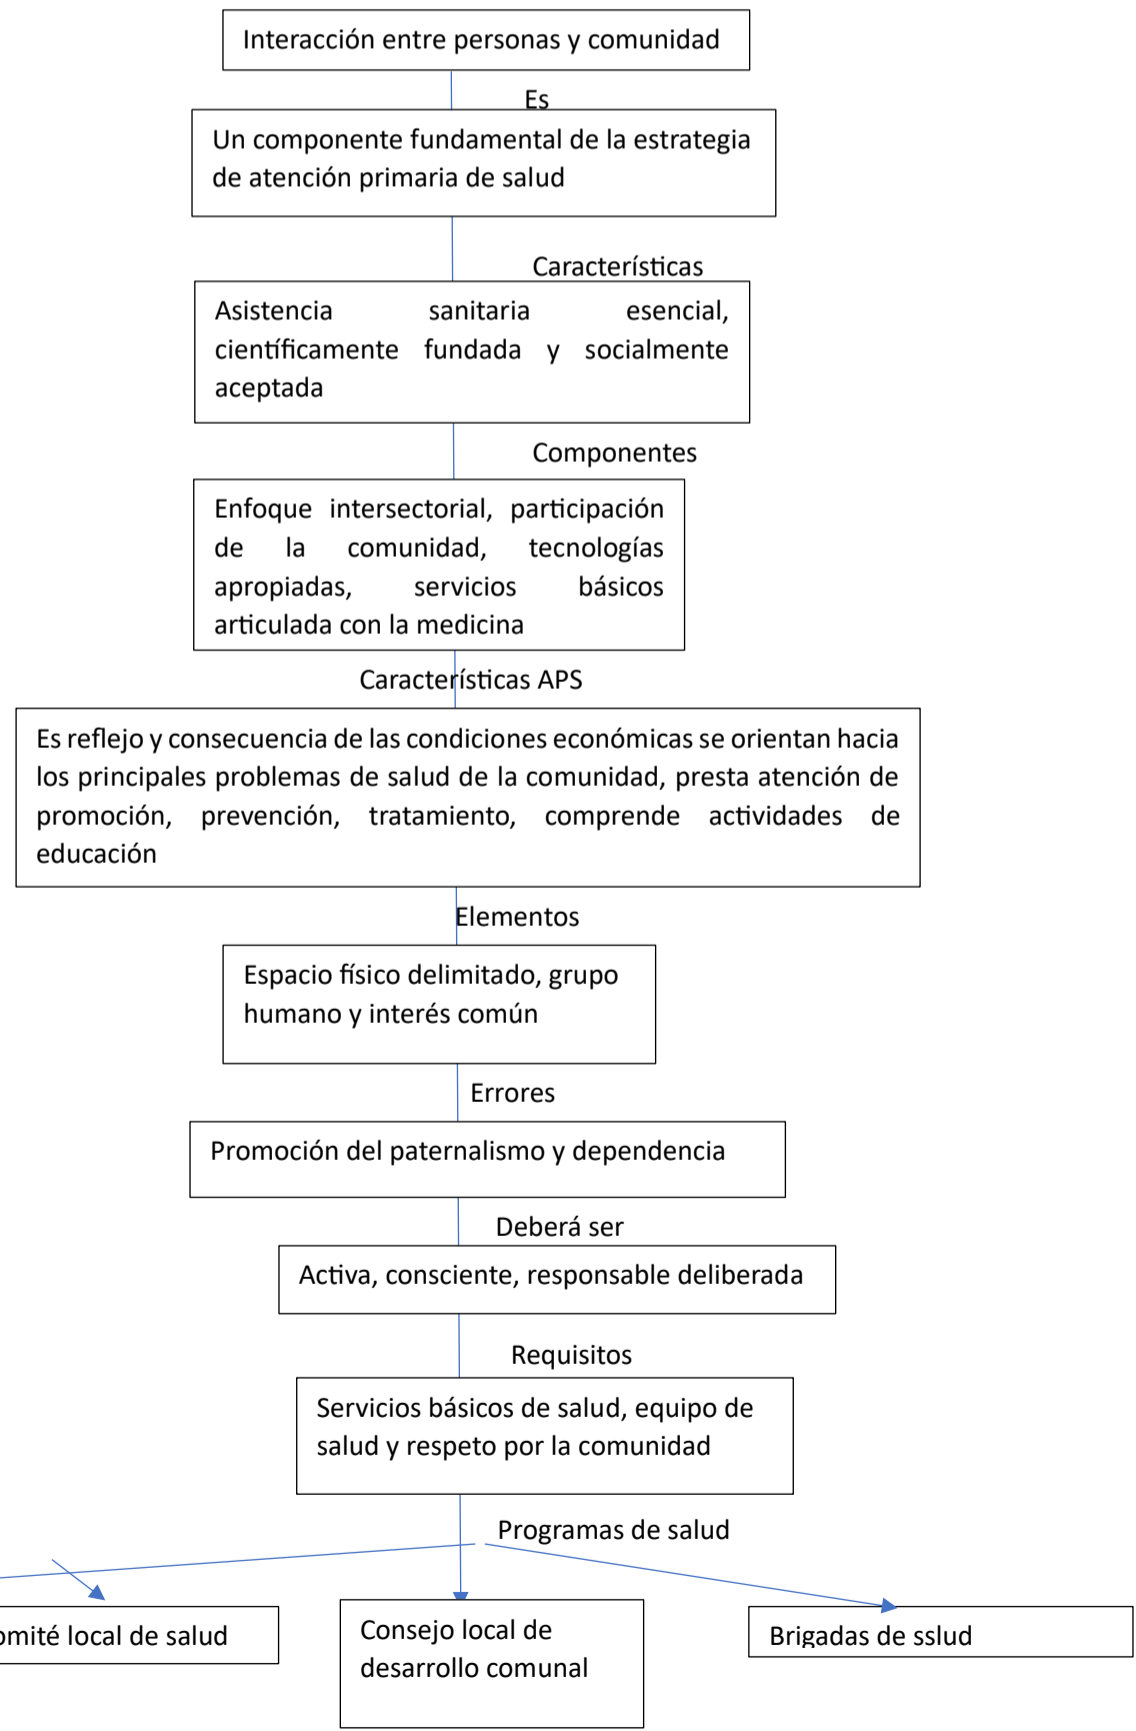 Interacción entre personas y comunidad
Es
Un componente fundamental de la estrategia
de atención primaria de salud
Características
Asistencia sanitaria esencial,
científicamente fundada y socialmente
aceptada
Componentes
Enfoque intersectorial, participación
de la comunidad, tecnologías
apropiadas, servicios básicos
articulada con la medicina
Características APS
Es reflejo y consecuencia de las condiciones económicas se orientan hacia
los principales problemas de salud de la comunidad, presta atención de
promoción, prevención, tratamiento, comprende actividades de
educación
Elementos
Espacio físico delimitado, grupo
humano y interés común
Errores
Promoción del paternalismo y dependencia
Deberá ser
Activa, consciente, responsable deliberada
Requisitos
Servicios básicos de salud, equipo de
salud y respeto por la comunidad
Programas de salud
omité local de salud
Consejo local de
desarrollo comunal
Brigadas de sslud